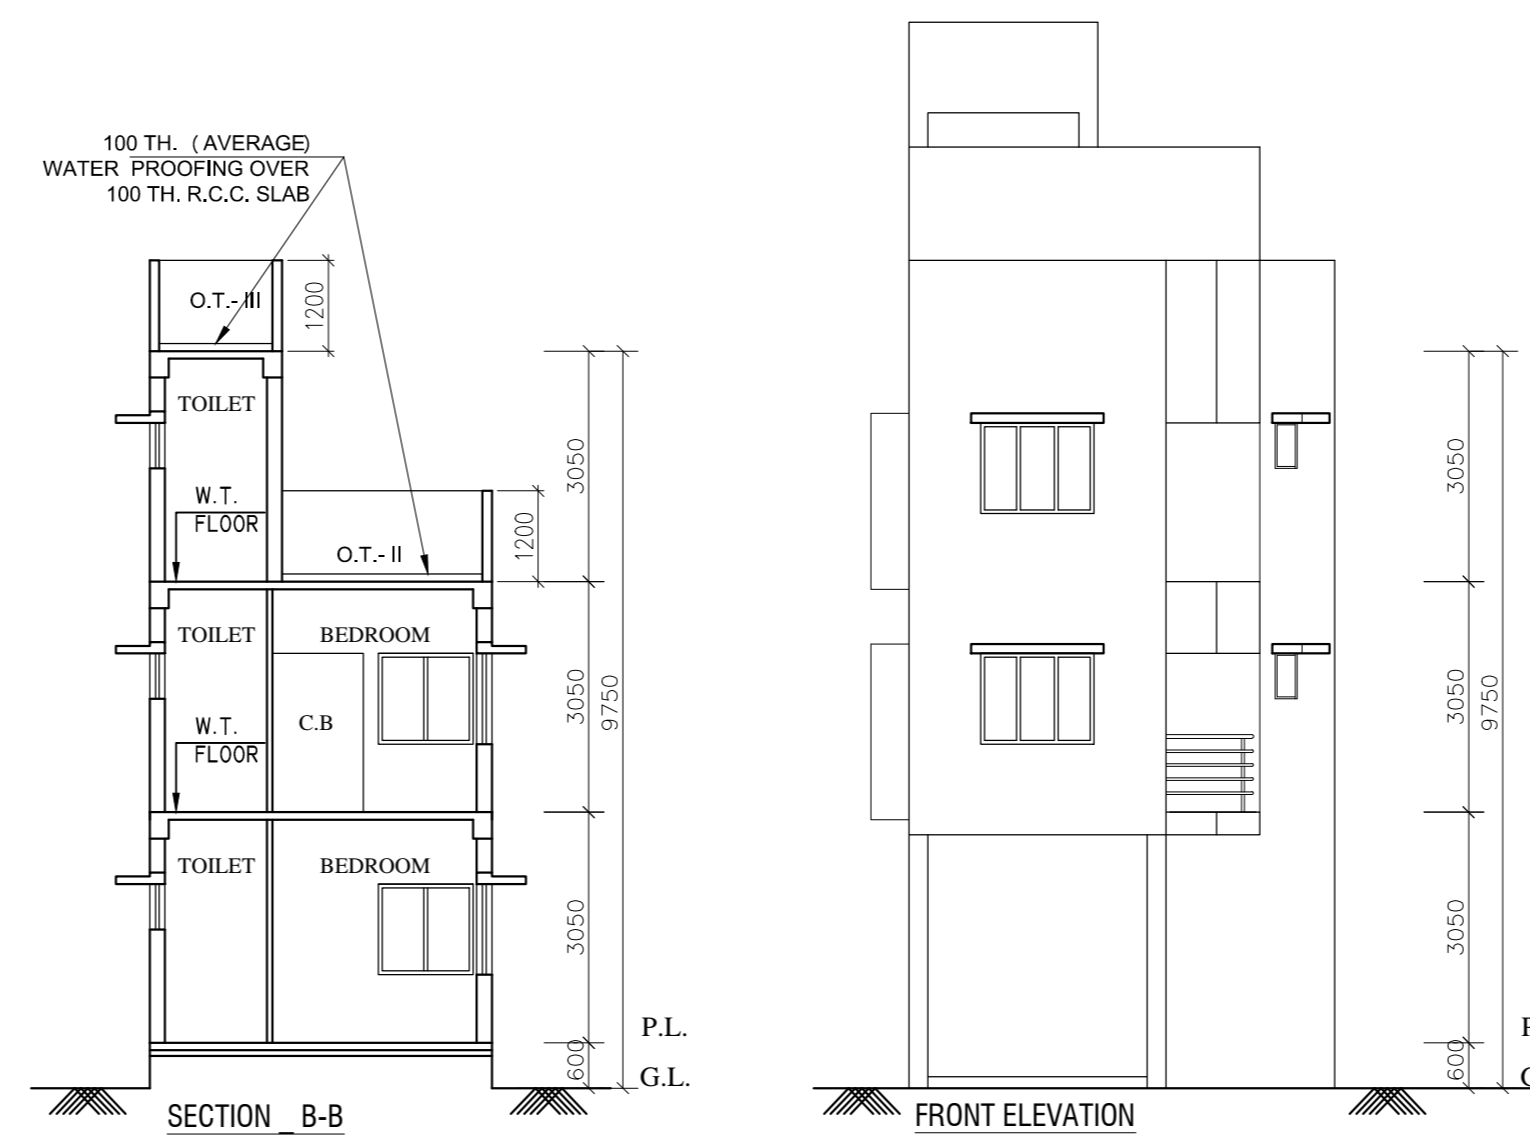 100 TH. ( AVERAGE)
WATER PROOFING OVER
100 TH. R.C.C. SLAB
O.T.- III
1200
TOILET
W.T.
FLOOR
3050
O.T.- II
1200
TOILET
BEDROOM
W.T.
FLOOR
C.B
3050
9750
TOILET
BEDROOM
3050
P.L.
600
G.L.
SECTION _ B-B
3050
3050
9750
3050
600
FRONT ELEVATION